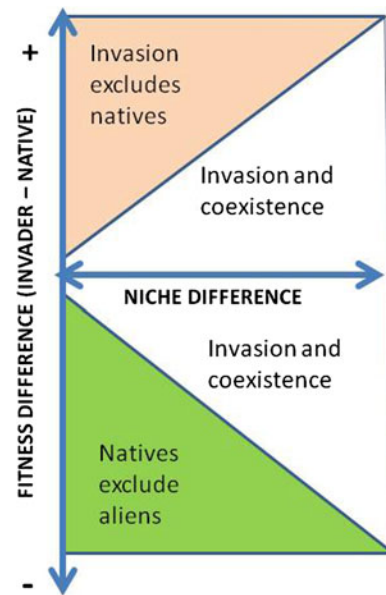 +
Invasion
excludes
natives
Invasion and
coexistence
FITNESS DIFFERENCE (INVADER – NATIVE)
NICHE DIFFERENCE
Invasion and
coexistence
Natives
exclude
aliens
-